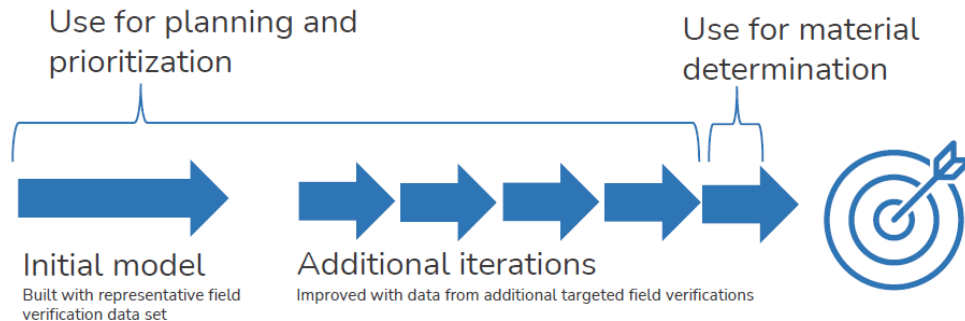 Use for planning and
prioritization
Use for material
determination
Initial model
Built with representative field
verification data set
Additional iterations
Improved with data from additional targeted field verifications